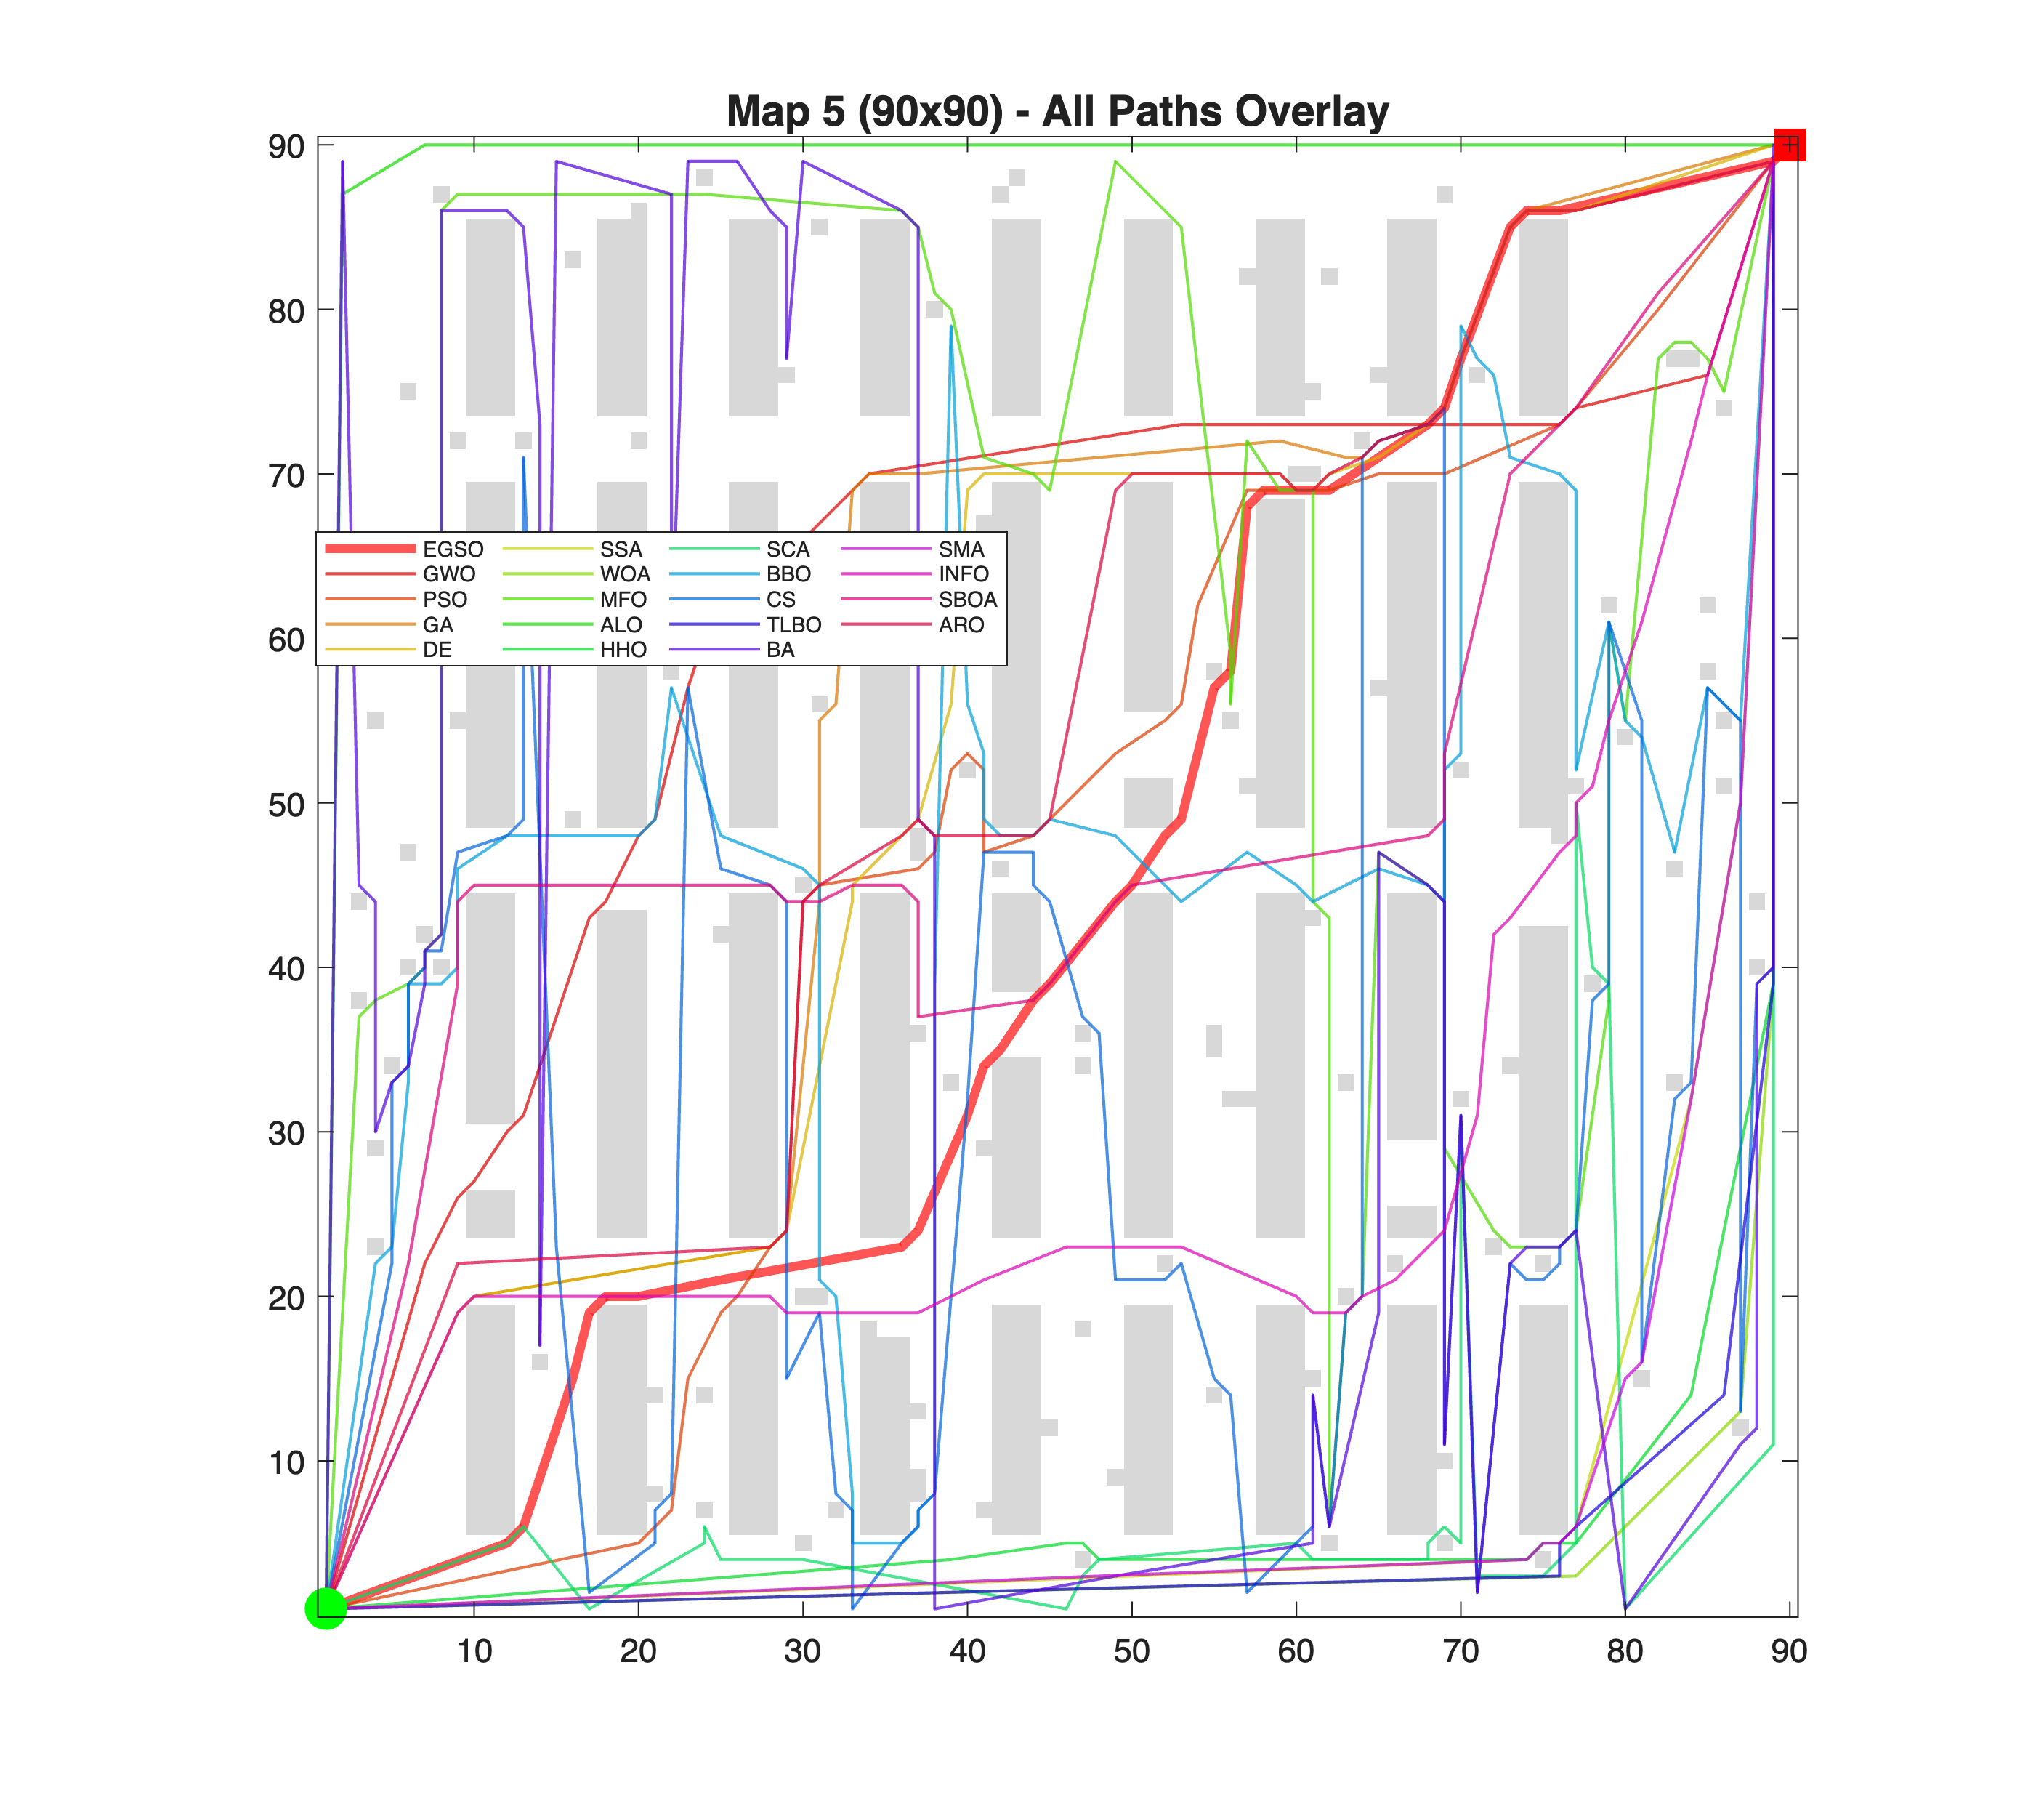 Map 5 (90x90) - All Paths Overlay
90
80
70
60
50
40
30
20
10
EGSO SSA SCA SMA
GWO WOA BBO INFO
PSO MFO CS SBOA
GA ALO TLBO ARO
DE HHO BA
10 20 30 40 50 60 70 80 90